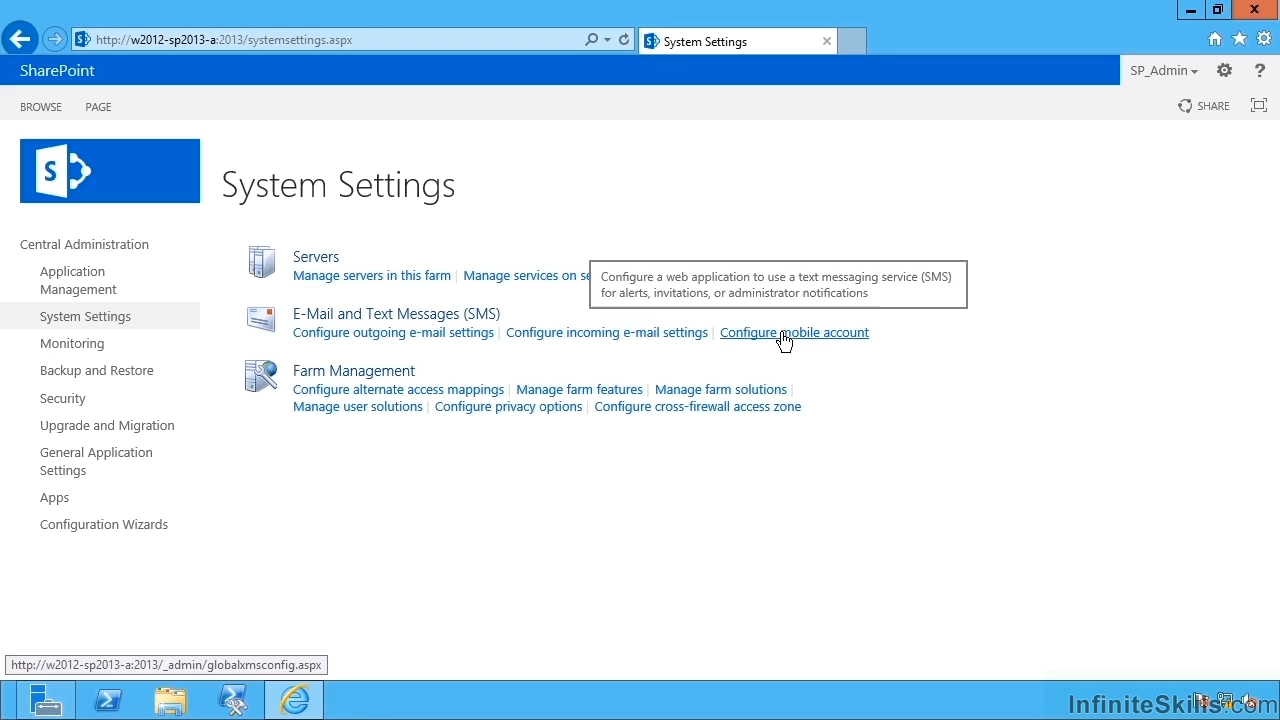 http://w2012-sp2013-a:2013/systemsettings.aspx
System Settings
SharePoint
SP_Admin
?
BROWSE PAGE
SHARE
S
System Settings
Central Administration
Application
Management
System Settings
Monitoring
Backup and Restore
Security
Upgrade and Migration
General Application
Settings
Apps
Configuration Wizards
Servers
Manage servers in this farm | Manage services on se
Configure a web application to use a text messaging service (SMS)
for alerts, invitations, or administrator notifications
E-Mail and Text Messages (SMS)
Configure outgoing e-mail settings | Configure incoming e-mail settings | Configure mobile account
Farm Management
Configure alternate access mappings | Manage farm features | Manage farm solutions |
Manage user solutions | Configure privacy options | Configure cross-firewall access zone
http://w2012-sp2013-a:2013/_admin/globalxmsconfig.aspx
InfiniteSkills.com